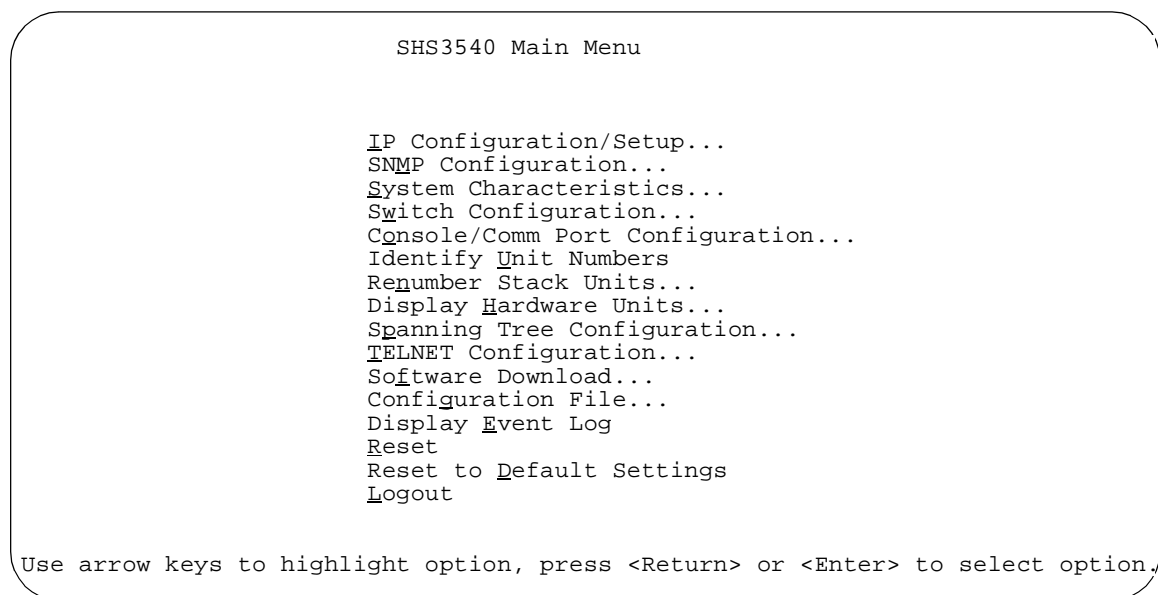 SHS3540 Main Menu
IP Configuration/Setup...
SNMP Configuration...
System Characteristics...
Switch Configuration...
Console/Comm Port Configuration...
Identify Unit Numbers
Renumber Stack Units...
Display Hardware Units...
Spanning Tree Configuration...
TELNET Configuration...
Software Download...
Configuration File...
Display Event Log
Reset
Reset to Default Settings
Logout
Use arrow keys to highlight option, press <Return> or <Enter> to select option.